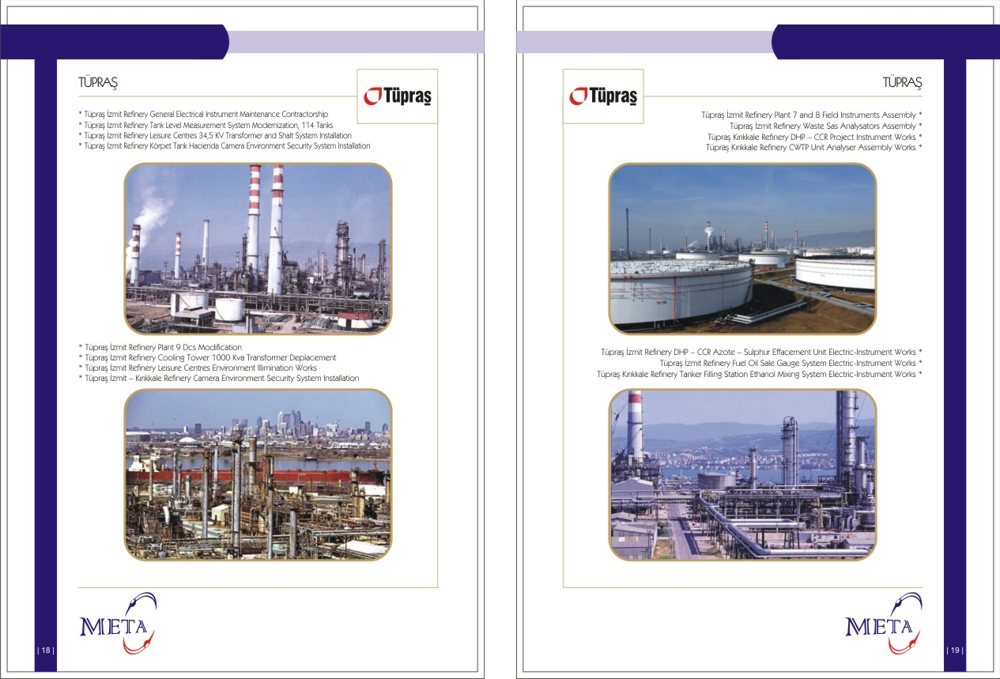 TÜPRAŞ
Tüpraş
* Tüpraş İzmit Refinery General Electrical Instrument Maintenance Contractorship
* Tüpraş İzmit Refinery Tank Level Measurement System Modernization, 114 Tanks
* Tüpraş İzmit Refinery Leisure Centres 34,5 KV Transformer and Shalt System Installation
* Tüpraş İzmit Refinery Körpet Tank Hacienda Camera Environment Security System Installation
* Tüpraş İzmit Refinery Plant 9 Dcs Modification
* Tüpraş İzmit Refinery Cooling Towwer 1000 Kva Transformer Deplacement
* Tüpraş İzmit Refinery Leisure Centres Environment Illimination Works
* Tüpraş İzmit – Kırıkkale Refinery Camera Environment Security System Installation
META
| 18 |
Tüpraş
TÜPRAŞ
Tüpraş İzmit Refinery Plant 7 and 8 Field Instruments Assembly *
Tüpraş İzmit Refinery Waste Sas Analysators Assembly *
Tüpraş Kırıkkale Refinery DHP – CCR Project Instrument Works *
Tüpraş Kırıkkale Refinery CWTP Unit Analyser Assembly Works *
Tüpraş İzmit Refinery DHP – CCR Azote – Sulphur Effacement Unit Electric-Instrument Works *
Tüpraş İzmit Refinery Fuel Oil Sale Gauge System Electric-Instrument Works *
Tüpraş Kırıkkale Refinery Tanker Filling Station Ethanol Mixing System Electric-Instrument Works *
META
| 19 |